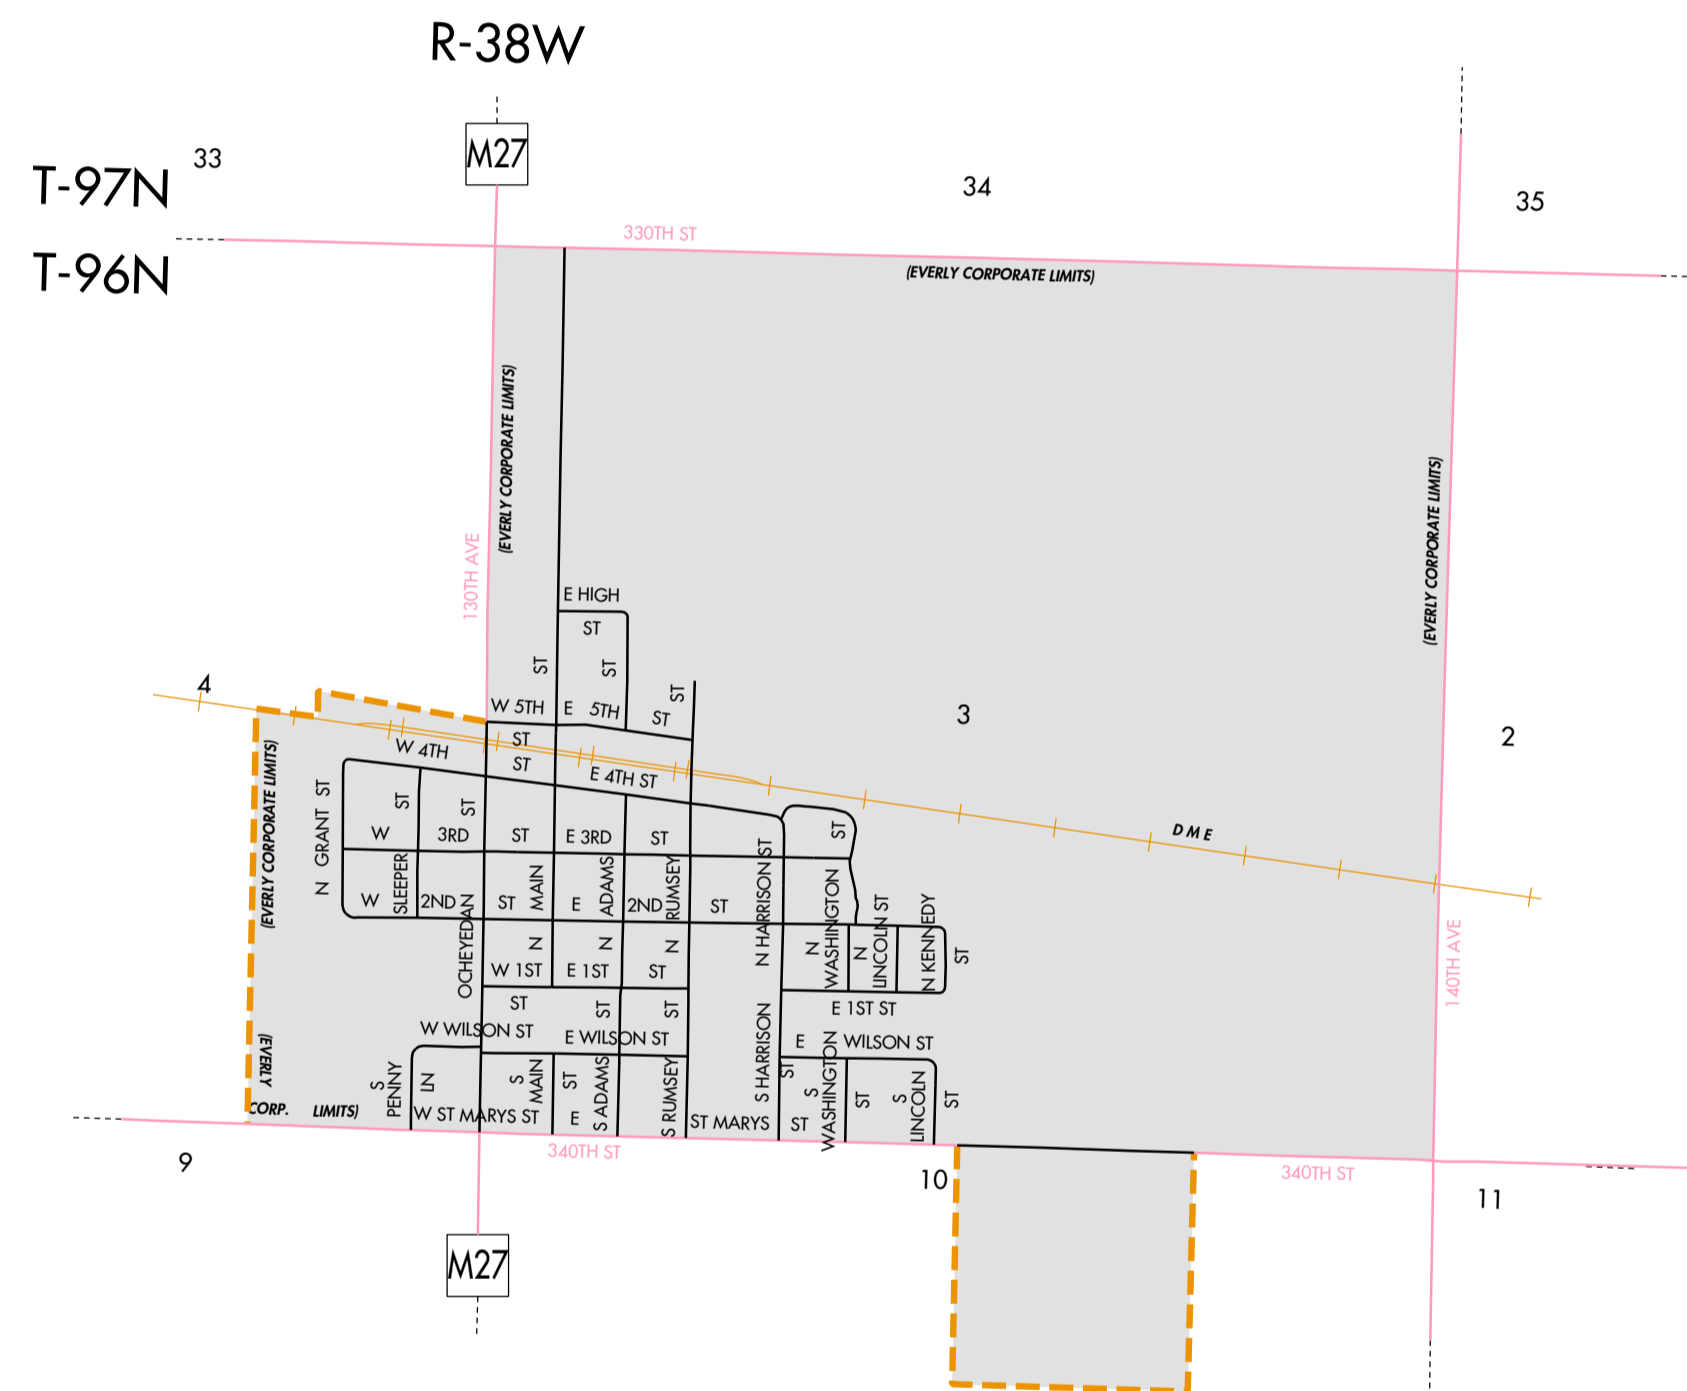 R-38W
M27
33
34
35
T-97N
T-96N
330TH ST
(EVERLY CORPORATE LIMITS)
(EVERLY CORPORATE LIMITS)
(EVERLY CORPORATE LIMITS)
130TH AVE
E HIGH
ST
ST
ST
ST
4
W 5TH
E 5TH
ST
3
2
ST
W 4TH
ST
E 4TH ST
DME
(EVERLY CORPORATE LIMITS)
N GRANT ST
ST
ST
W 3RD ST
E 3RD ST
ST
W SLEEPER
2ND ST
OCHEYEDAN
N MAIN
E 2ND ST
N ADAMS
N RUMSEY
N HARRISON ST
N WASHINGTON
N LINCOLN ST
N KENNEDY
ST
140TH AVE
W 1ST
E 1ST ST
ST
ST
ST
E 1ST ST
W WILSON ST
E WILSON ST
E WILSON ST
(EVERLY
CORP. LIMITS)
S PENNY
LN
S MAIN
ST
S ADAMS
S RUMSEY
S HARRISON
ST
S WASHINGTON
ST
S LINCOLN
ST
W ST MARYS ST
E ST MARYS ST
340TH ST
340TH ST
9
10
11
M27